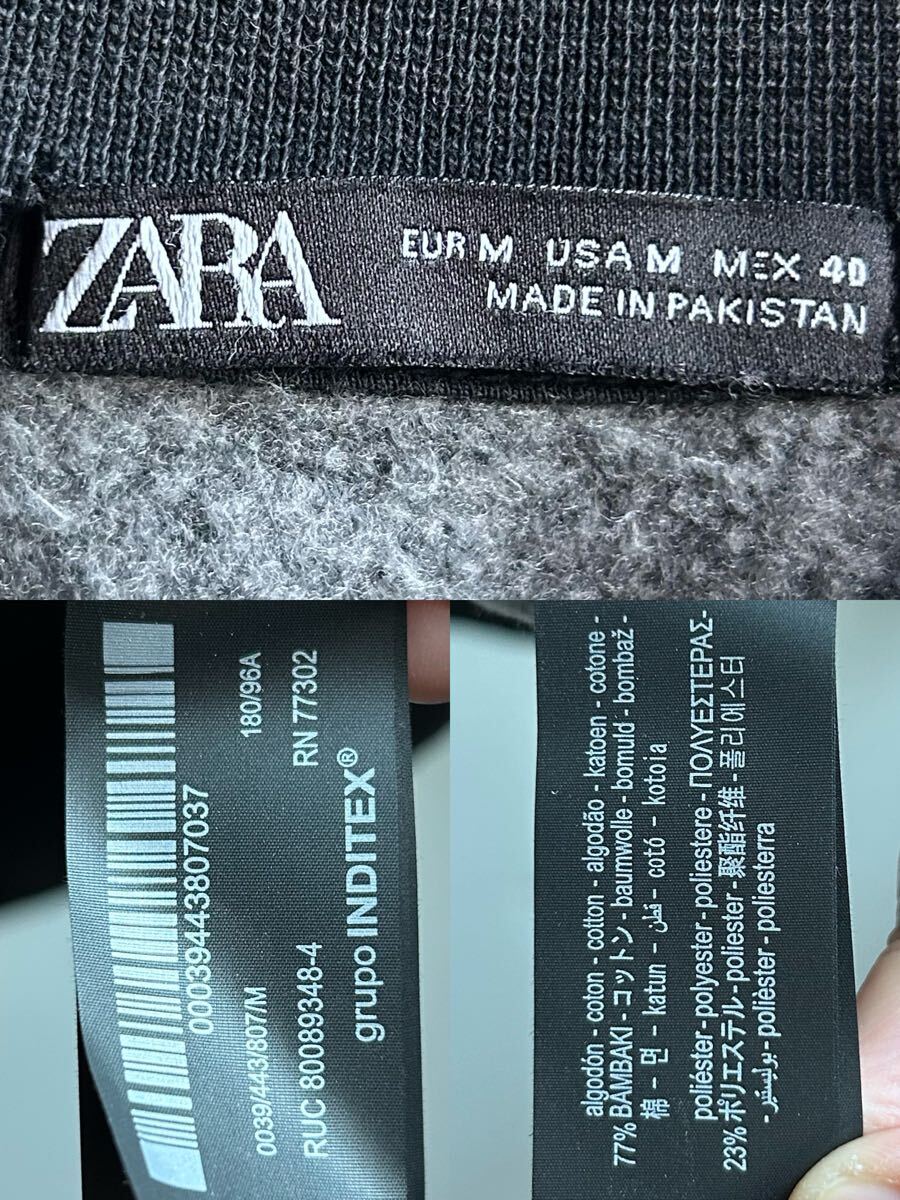 ZARA
EUR M USA M MEX 40
MADE IN PAKISTAN
00039443807037
180/96A
RN 77302
0039/443/807/M
RUC 80089348-4
grupo INDITEX®
algodón - coton - cotton - algodão - katoen - cotone -
77% ΒΑΜΒΑΚΙ - コットン - baumwolle - bomuld - bombaž -
棉 - 면 - katun - قطن - cotó - kotoia
poliéster-polyester-poliestere-ΠΟΛΥΕΣΤΕΡΑΣ-
23% ポリエステル-poliester-聚酯纤维-폴리에스터
- بوليستر-polièster-poliesterra